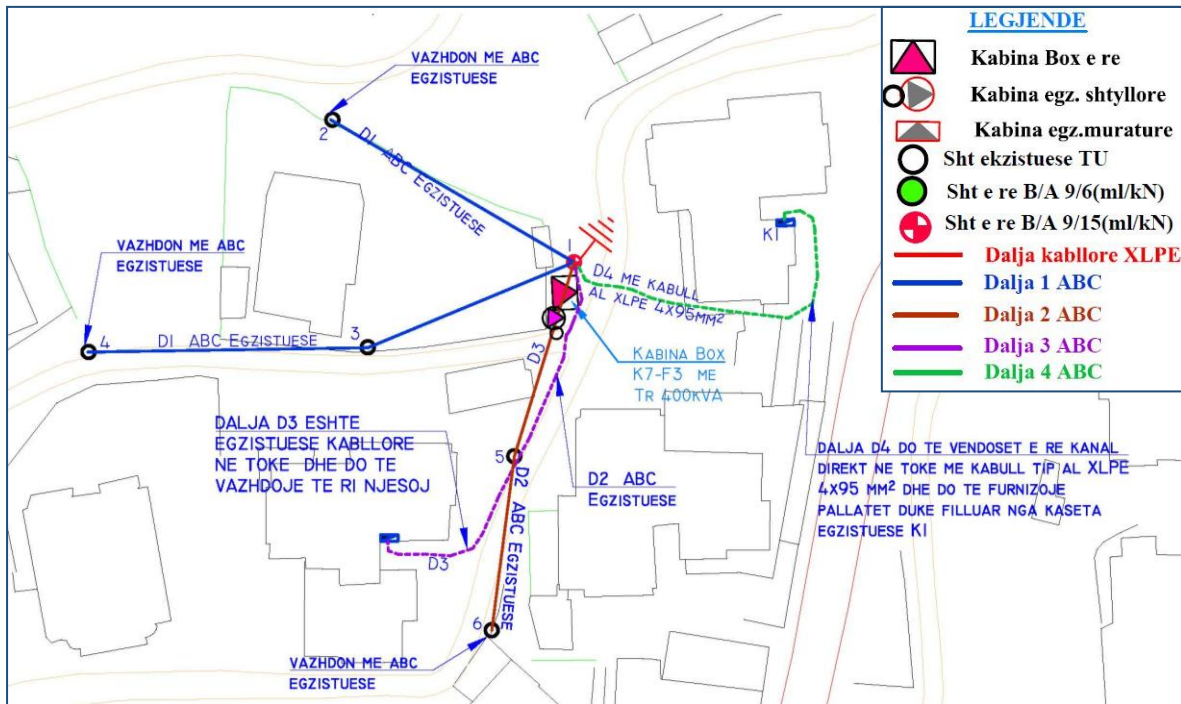 VAZHDON ME ABC
EGZISTUESE
2
D1 ABC EGZISTUESE
VAZHDON ME ABC
EGZISTUESE
4
D1 ABC EGZISTUESE
3
1
D4 ME KABULL
AL XLPE 4X95MM²
K1
D3
KABINA BOX
K7-F3 ME
TR 400KVA
DALJA D3 ESHTE
EGZISTUESE KABLLORE
NE TOKE DHE DO TE
VAZHDOJE TE RI NJESOJ
5
D2 ABC EGZISTUESE
D2 ABC
EGZISTUESE
D3
6
VAZHDON ME ABC
EGZISTUESE
DALJA D4 DO TE VENDOSET E RE KANAL
DIREKT NE TOKE ME KABULL TIP AL XLPE
4X95 MM² DHE DO TE FURNIZOJE
PALLATET DUKE FILLUAR NGA KASETA
EGZISTUESE K1
LEGJENDE
Kabina Box e re
Kabina egz. shtyllore
Kabina egz.murature
Sht ekzistuese TU
Sht e re B/A 9/6(ml/kN)
Sht e re B/A 9/15(ml/kN)
Dalja kabllore XLPE
Dalja 1 ABC
Dalja 2 ABC
Dalja 3 ABC
Dalja 4 ABC